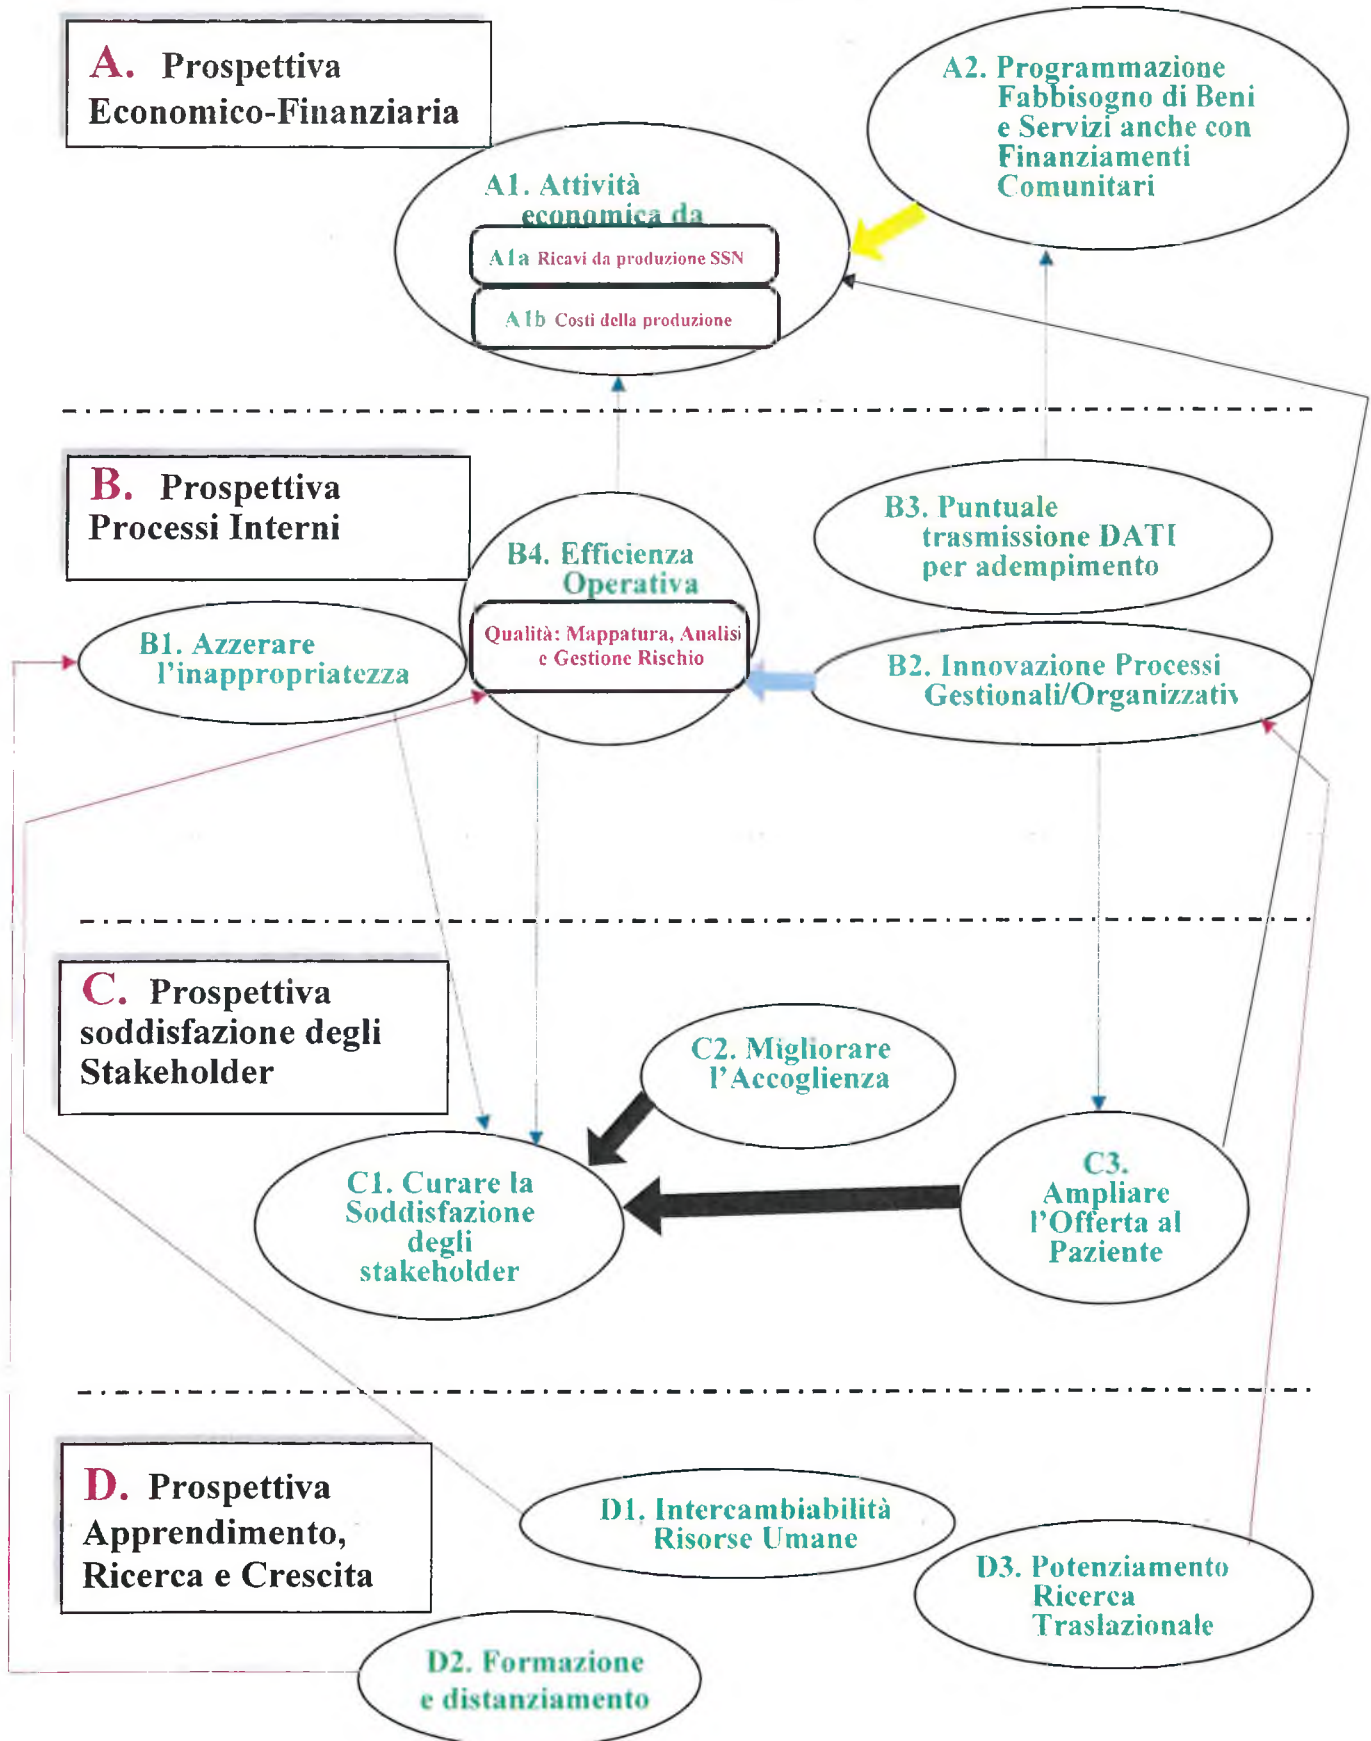 A. Prospettiva
Economico-Finanziaria
A2. Programmazione
Fabbisogno di Beni
e Servizi anche con
Finanziamenti
Comunitari
A1. Attività
economica da
A1a Ricavi da produzione SSN
A1b Costi della produzione
B. Prospettiva
Processi Interni
B3. Puntuale
trasmissione DATI
per adempimento
B4. Efficienza
Operativa
Qualità: Mappatura, Analisi
e Gestione Rischio
B1. Azzerare
l'inappropriatezza
B2. Innovazione Processi
Gestionali/Organizzativ
C. Prospettiva
soddisfazione degli
Stakeholder
C2. Migliorare
l'Accoglienza
C1. Curare la
Soddisfazione
degli
stakeholder
C3.
Ampliare
l'Offerta al
Paziente
D. Prospettiva
Apprendimento,
Ricerca e Crescita
D1. Intercambiabilità
Risorse Umane
D3. Potenziamento
Ricerca
Traslazionale
D2. Formazione
e distanziamento